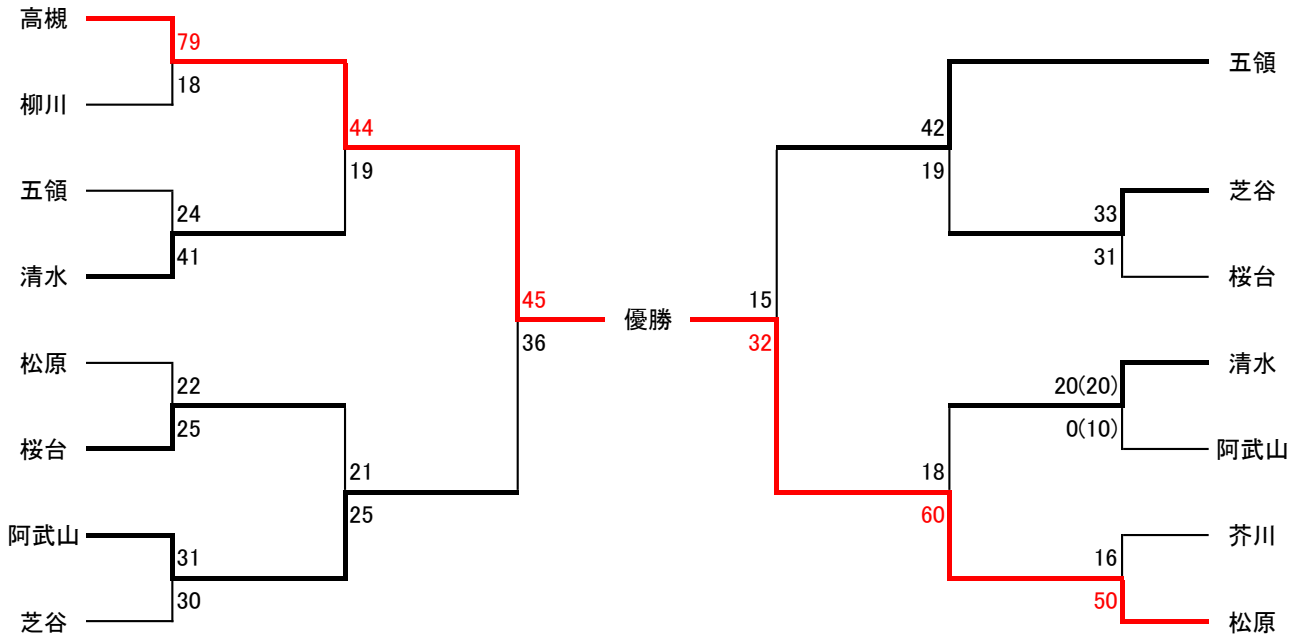 高槻
79
18
柳川
44
19
五領
24
41
清水
45
36
松原
22
25
桜台
21
25
阿武山
31
30
芝谷
優勝
五領
42
19
芝谷
33
31
桜台
15
32
清水
20(20)
0(10)
阿武山
18
60
芥川
16
50
松原